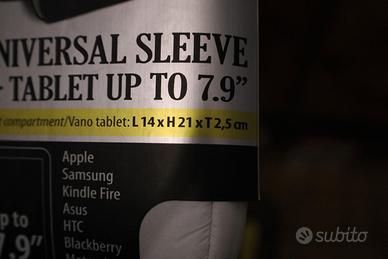 NIVERSAL SLEEVE
TABLET UP TO 7.9”
compartment/Vano tablet: L 14 x H 21 x T 2,5 cm
Apple
Samsung
Kindle Fire
Asus
HTC
Blackberry
up to
7.9”
subito